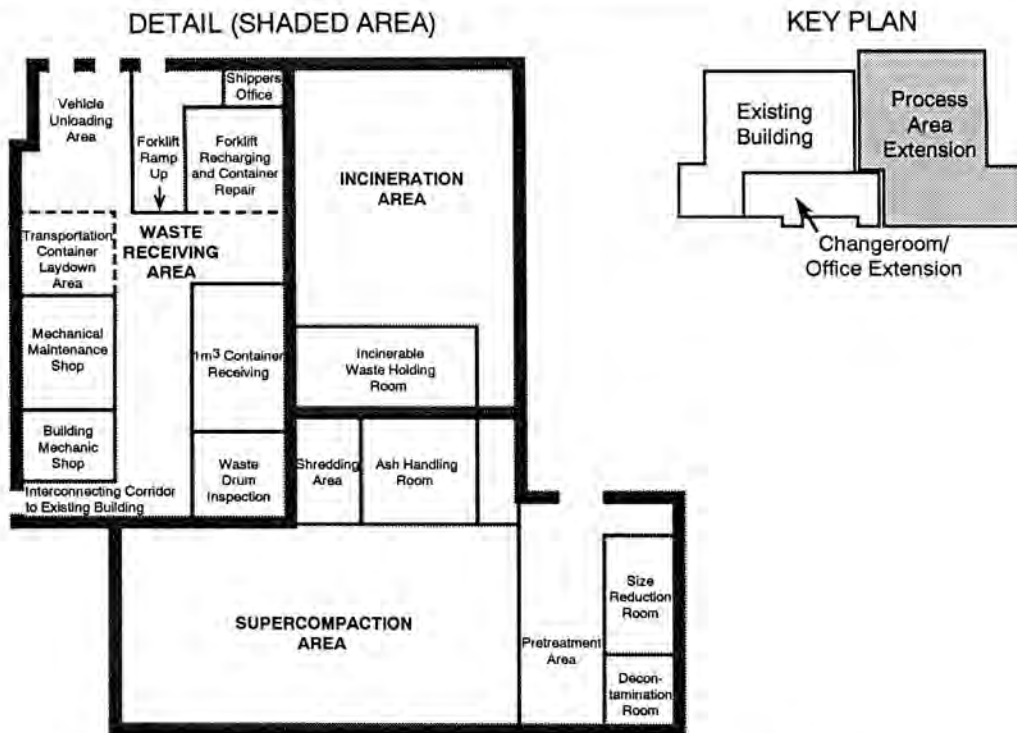 DETAIL (SHADED AREA)
KEY PLAN
Shippers
Office
Vehicle
Unloading
Area
Forklift
Ramp
Up
Forklift
Recharging
and Container
Repair
INCINERATION
AREA
Existing
Building
Process
Area
Extension
Changeroom/
Office Extension
Transportation
Container
Laydown
Area
WASTE
RECEIVING
AREA
Mechanical
Maintenance
Shop
1m³ Container
Receiving
Incinerable
Waste Holding
Room
Building
Mechanic
Shop
Waste
Drum
Inspection
Shredding
Area
Ash Handling
Room
Interconnecting Corridor
to Existing Building
SUPERCOMPACTION
AREA
Pretreatment
Area
Size
Reduction
Room
Decon-
tamination
Room